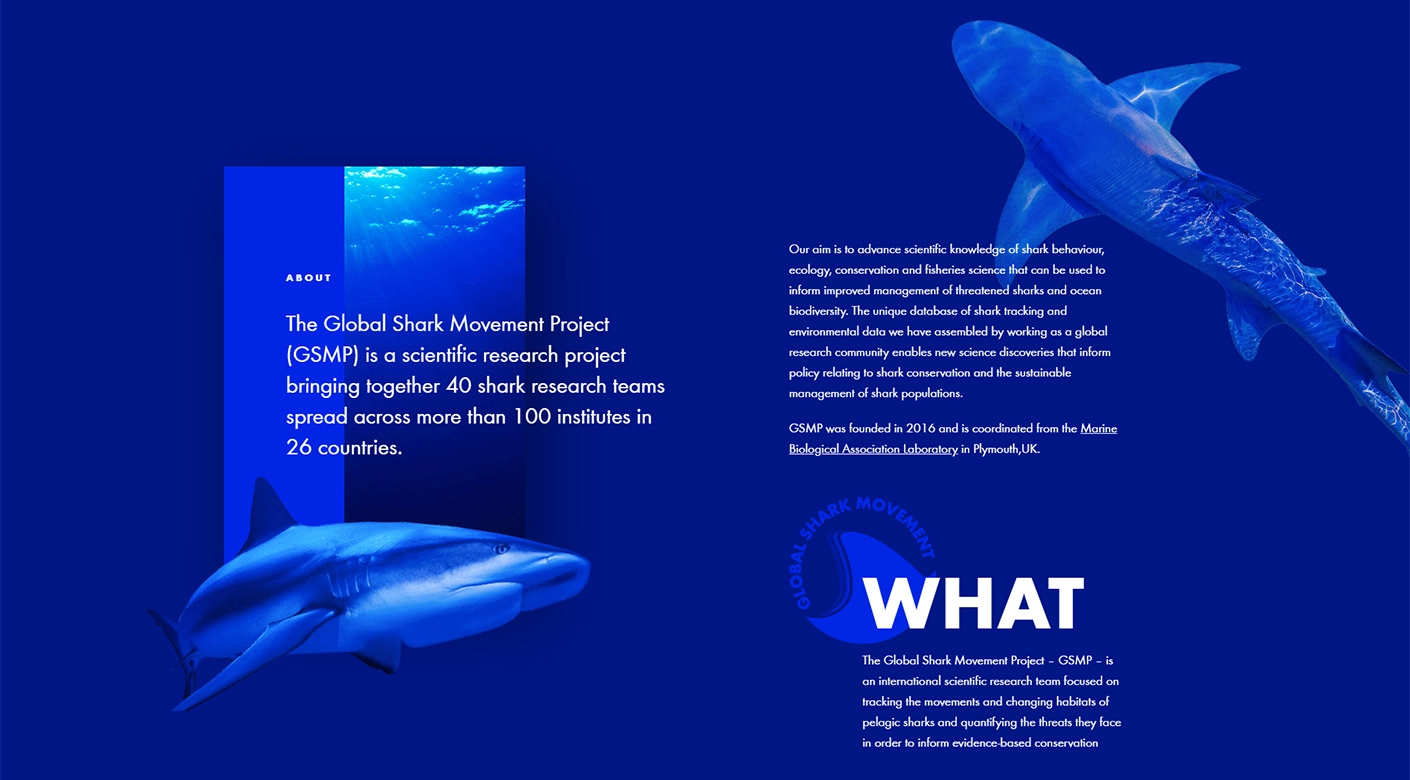 ABOUT
The Global Shark Movement Project
(GSMP) is a scientific research project
bringing together 40 shark research teams
spread across more than 100 institutes in
26 countries.
Our aim is to advance scientific knowledge of shark behaviour,
ecology, conservation and fisheries science that can be used to
inform improved management of threatened sharks and ocean
biodiversity. The unique database of shark tracking and
environmental data we have assembled by working as a global
research community enables new science discoveries that inform
policy relating to shark conservation and the sustainable
management of shark populations.
GSMP was founded in 2016 and is coordinated from the Marine
Biological Association Laboratory in Plymouth,UK.
GLOBAL SHARK MOVEMENT
WHAT
The Global Shark Movement Project – GSMP – is
an international scientific research team focused on
tracking the movements and changing habitats of
pelagic sharks and quantifying the threats they face
in order to inform evidence-based conservation